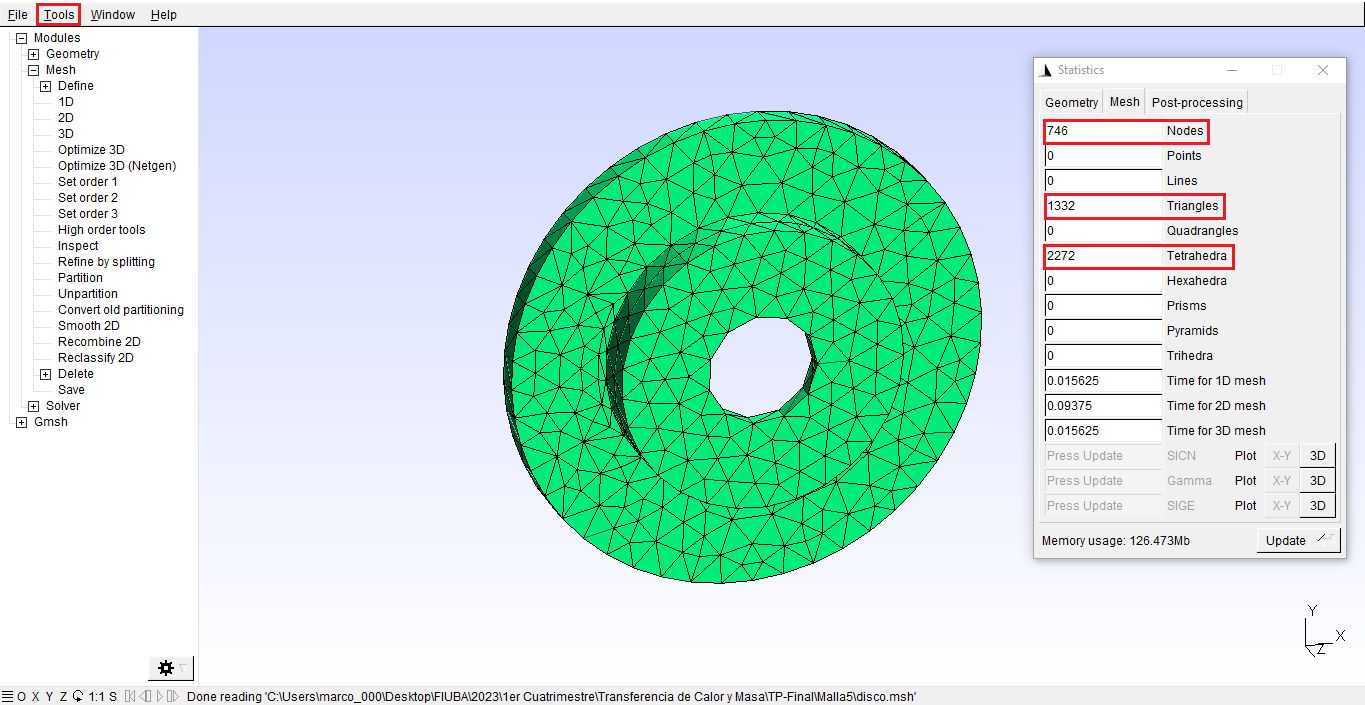 File Tools Window Help
Modules
Geometry
Mesh
Define
1D
2D
3D
Optimize 3D
Optimize 3D (Netgen)
Set order 1
Set order 2
Set order 3
High order tools
Inspect
Refine by splitting
Partition
Unpartition
Convert old partitioning
Smooth 2D
Recombine 2D
Reclassify 2D
Delete
Save
Solver
Gmsh
Statistics
Geometry Mesh Post-processing
746 Nodes
0 Points
0 Lines
1332 Triangles
0 Quadrangles
2272 Tetrahedra
0 Hexahedra
0 Prisms
0 Pyramids
0 Trihedra
0.015625 Time for 1D mesh
0.09375 Time for 2D mesh
0.015625 Time for 3D mesh
Press Update SICN Plot X-Y 3D
Press Update Gamma Plot X-Y 3D
Press Update SIGE Plot X-Y 3D
Memory usage: 126.473Mb Update
Y
X
Z
O X Y Z 1:1 S Done reading 'C:\Users\marco_000\Desktop\FIUBA\2023\1er Cuatrimestre\Transferencia de Calor y Masa\TP-Final\Malla5\disco.msh'